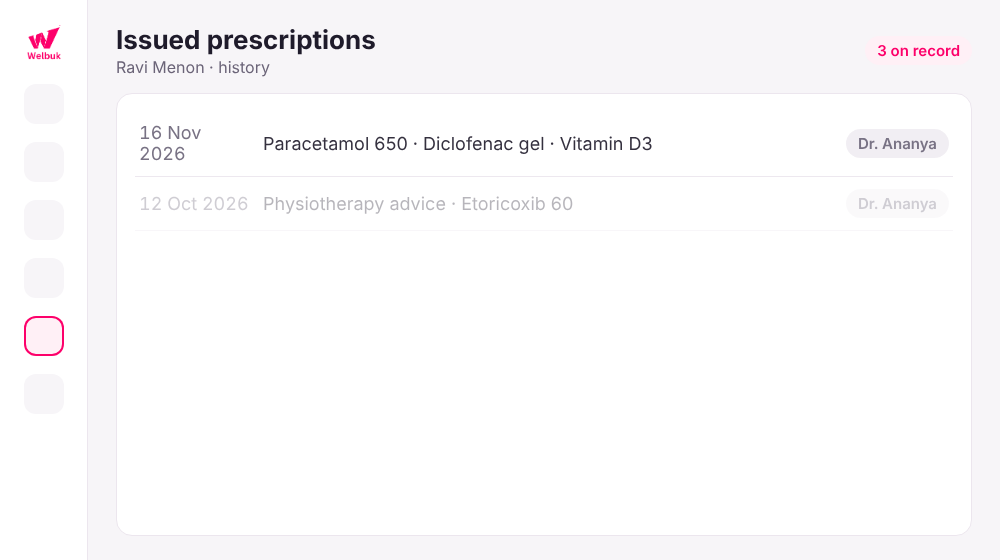 Welbuk
Issued prescriptions
Ravi Menon · history
3 on record
16 Nov
2026
Paracetamol 650 · Diclofenac gel · Vitamin D3
Dr. Ananya
12 Oct 2026
Physiotherapy advice · Etoricoxib 60
Dr. Ananya